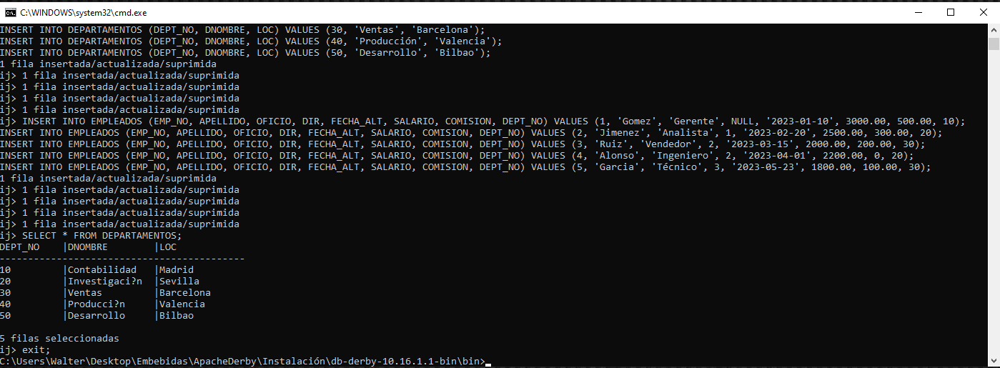 C:\WINDOWS\system32\cmd.exe
INSERT INTO DEPARTAMENTOS (DEPT_NO, DNOMBRE, LOC) VALUES (30, 'Ventas', 'Barcelona');
INSERT INTO DEPARTAMENTOS (DEPT_NO, DNOMBRE, LOC) VALUES (40, 'Producción', 'Valencia');
INSERT INTO DEPARTAMENTOS (DEPT_NO, DNOMBRE, LOC) VALUES (50, 'Desarrollo', 'Bilbao');
1 fila insertada/actualizada/suprimida
ij> 1 fila insertada/actualizada/suprimida
ij> 1 fila insertada/actualizada/suprimida
ij> 1 fila insertada/actualizada/suprimida
ij> 1 fila insertada/actualizada/suprimida
ij> INSERT INTO EMPLEADOS (EMP_NO, APELLIDO, OFICIO, DIR, FECHA_ALT, SALARIO, COMISION, DEPT_NO) VALUES (1, 'Gomez', 'Gerente', NULL, '2023-01-10', 3000.00, 500.00, 10);
INSERT INTO EMPLEADOS (EMP_NO, APELLIDO, OFICIO, DIR, FECHA_ALT, SALARIO, COMISION, DEPT_NO) VALUES (2, 'Jimenez', 'Analista', 1, '2023-02-20', 2500.00, 300.00, 20);
INSERT INTO EMPLEADOS (EMP_NO, APELLIDO, OFICIO, DIR, FECHA_ALT, SALARIO, COMISION, DEPT_NO) VALUES (3, 'Ruiz', 'Vendedor', 2, '2023-03-15', 2000.00, 200.00, 30);
INSERT INTO EMPLEADOS (EMP_NO, APELLIDO, OFICIO, DIR, FECHA_ALT, SALARIO, COMISION, DEPT_NO) VALUES (4, 'Alonso', 'Ingeniero', 2, '2023-04-01', 2200.00, 0, 20);
INSERT INTO EMPLEADOS (EMP_NO, APELLIDO, OFICIO, DIR, FECHA_ALT, SALARIO, COMISION, DEPT_NO) VALUES (5, 'Garcia', 'Técnico', 3, '2023-05-23', 1800.00, 100.00, 30);
1 fila insertada/actualizada/suprimida
ij> 1 fila insertada/actualizada/suprimida
ij> 1 fila insertada/actualizada/suprimida
ij> 1 fila insertada/actualizada/suprimida
ij> 1 fila insertada/actualizada/suprimida
ij> SELECT * FROM DEPARTAMENTOS;
DEPT_NO    |DNOMBRE        |LOC
-------------------------------------------
10         |Contabilidad   |Madrid
20         |Investigaci?n  |Sevilla
30         |Ventas         |Barcelona
40         |Producci?n     |Valencia
50         |Desarrollo     |Bilbao
5 filas seleccionadas
ij> exit;
C:\Users\Walter\Desktop\Embebidas\ApacheDerby\Instalación\db-derby-10.16.1.1-bin\bin>